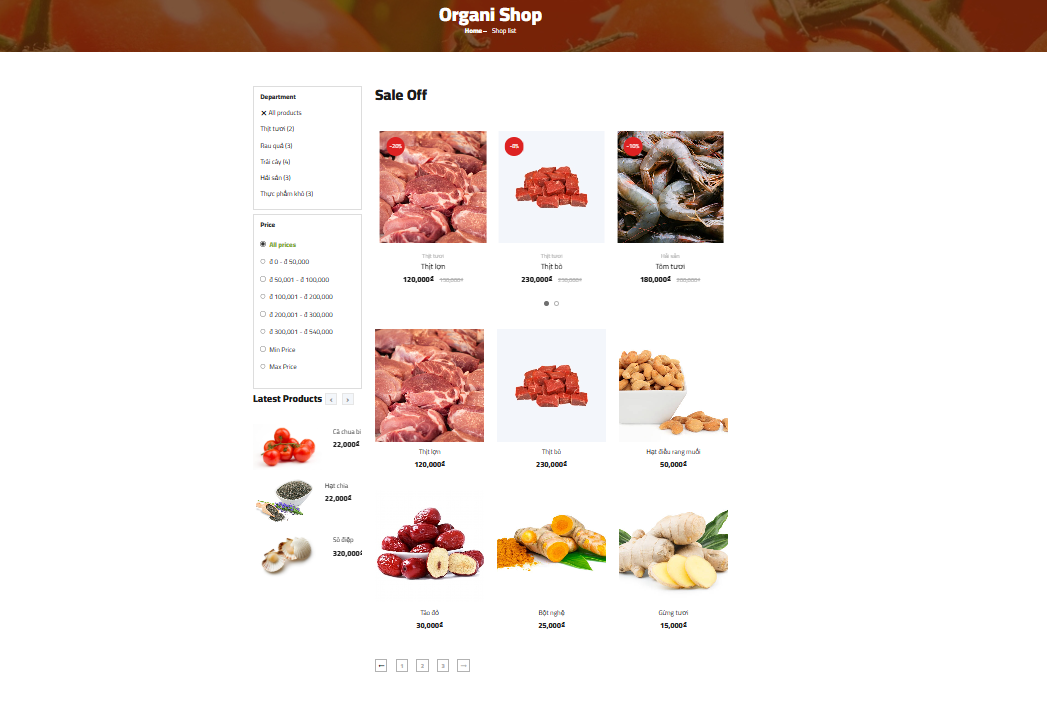 Organi Shop
Home – Shop list
Department
✕ All products
Thịt tươi (2)
Rau quả (3)
Trái cây (4)
Hải sản (3)
Thực phẩm khô (3)
Price
All prices
đ 0 - đ 50,000
đ 50,001 - đ 100,000
đ 100,001 - đ 200,000
đ 200,001 - đ 300,000
đ 300,001 - đ 540,000
Min Price
Max Price
Latest Products ‹ ›
Cà chua bi
22,000₫
Hạt chia
22,000₫
Sò điệp
320,000₫
Sale Off
-20% -8% -10%
Thịt tươi Thịt tươi Hải sản
Thịt lợn Thịt bò Tôm tươi
120,000₫ 150,000₫ 230,000₫ 250,000₫ 180,000₫ 200,000₫
Thịt lợn Thịt bò Hạt điều rang muối
120,000₫ 230,000₫ 50,000₫
Táo đỏ Bột nghệ Gừng tươi
30,000₫ 25,000₫ 15,000₫
← 1 2 3 →